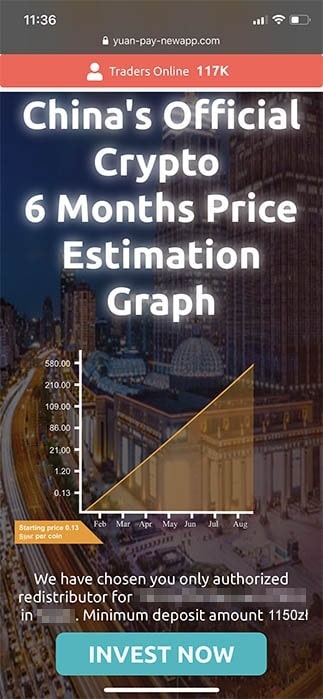 11:36
yuan-pay-newapp.com
Traders Online 117K
China's Official
Crypto
6 Months Price
Estimation
Graph
580.00
210.00
109.00
86.00
21,00
1.20
0.13
Feb Mar Apr May Jun Jul Aug
Starting price 0.13
per coin
We have chosen you only authorized
redistributor for
in . Minimum deposit amount 1150zł
INVEST NOW